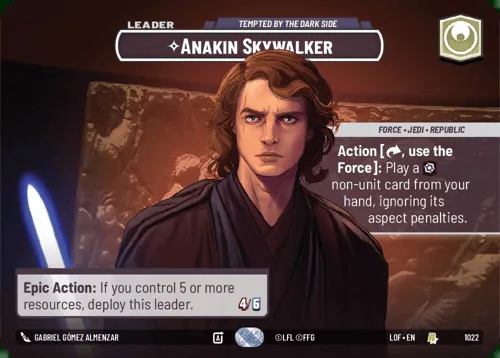 LEADER
TEMPTED BY THE DARK SIDE
ANAKIN SKYWALKER
FORCE • JEDI • REPUBLIC
Action [, use the
Force]: Play a
non-unit card from your
hand, ignoring its
aspect penalties.
Epic Action: If you control 5 or more
resources, deploy this leader.
4/6
GABRIEL GÓMEZ ALMENZAR
A
©LFL ©FFG
LOF • EN
1022